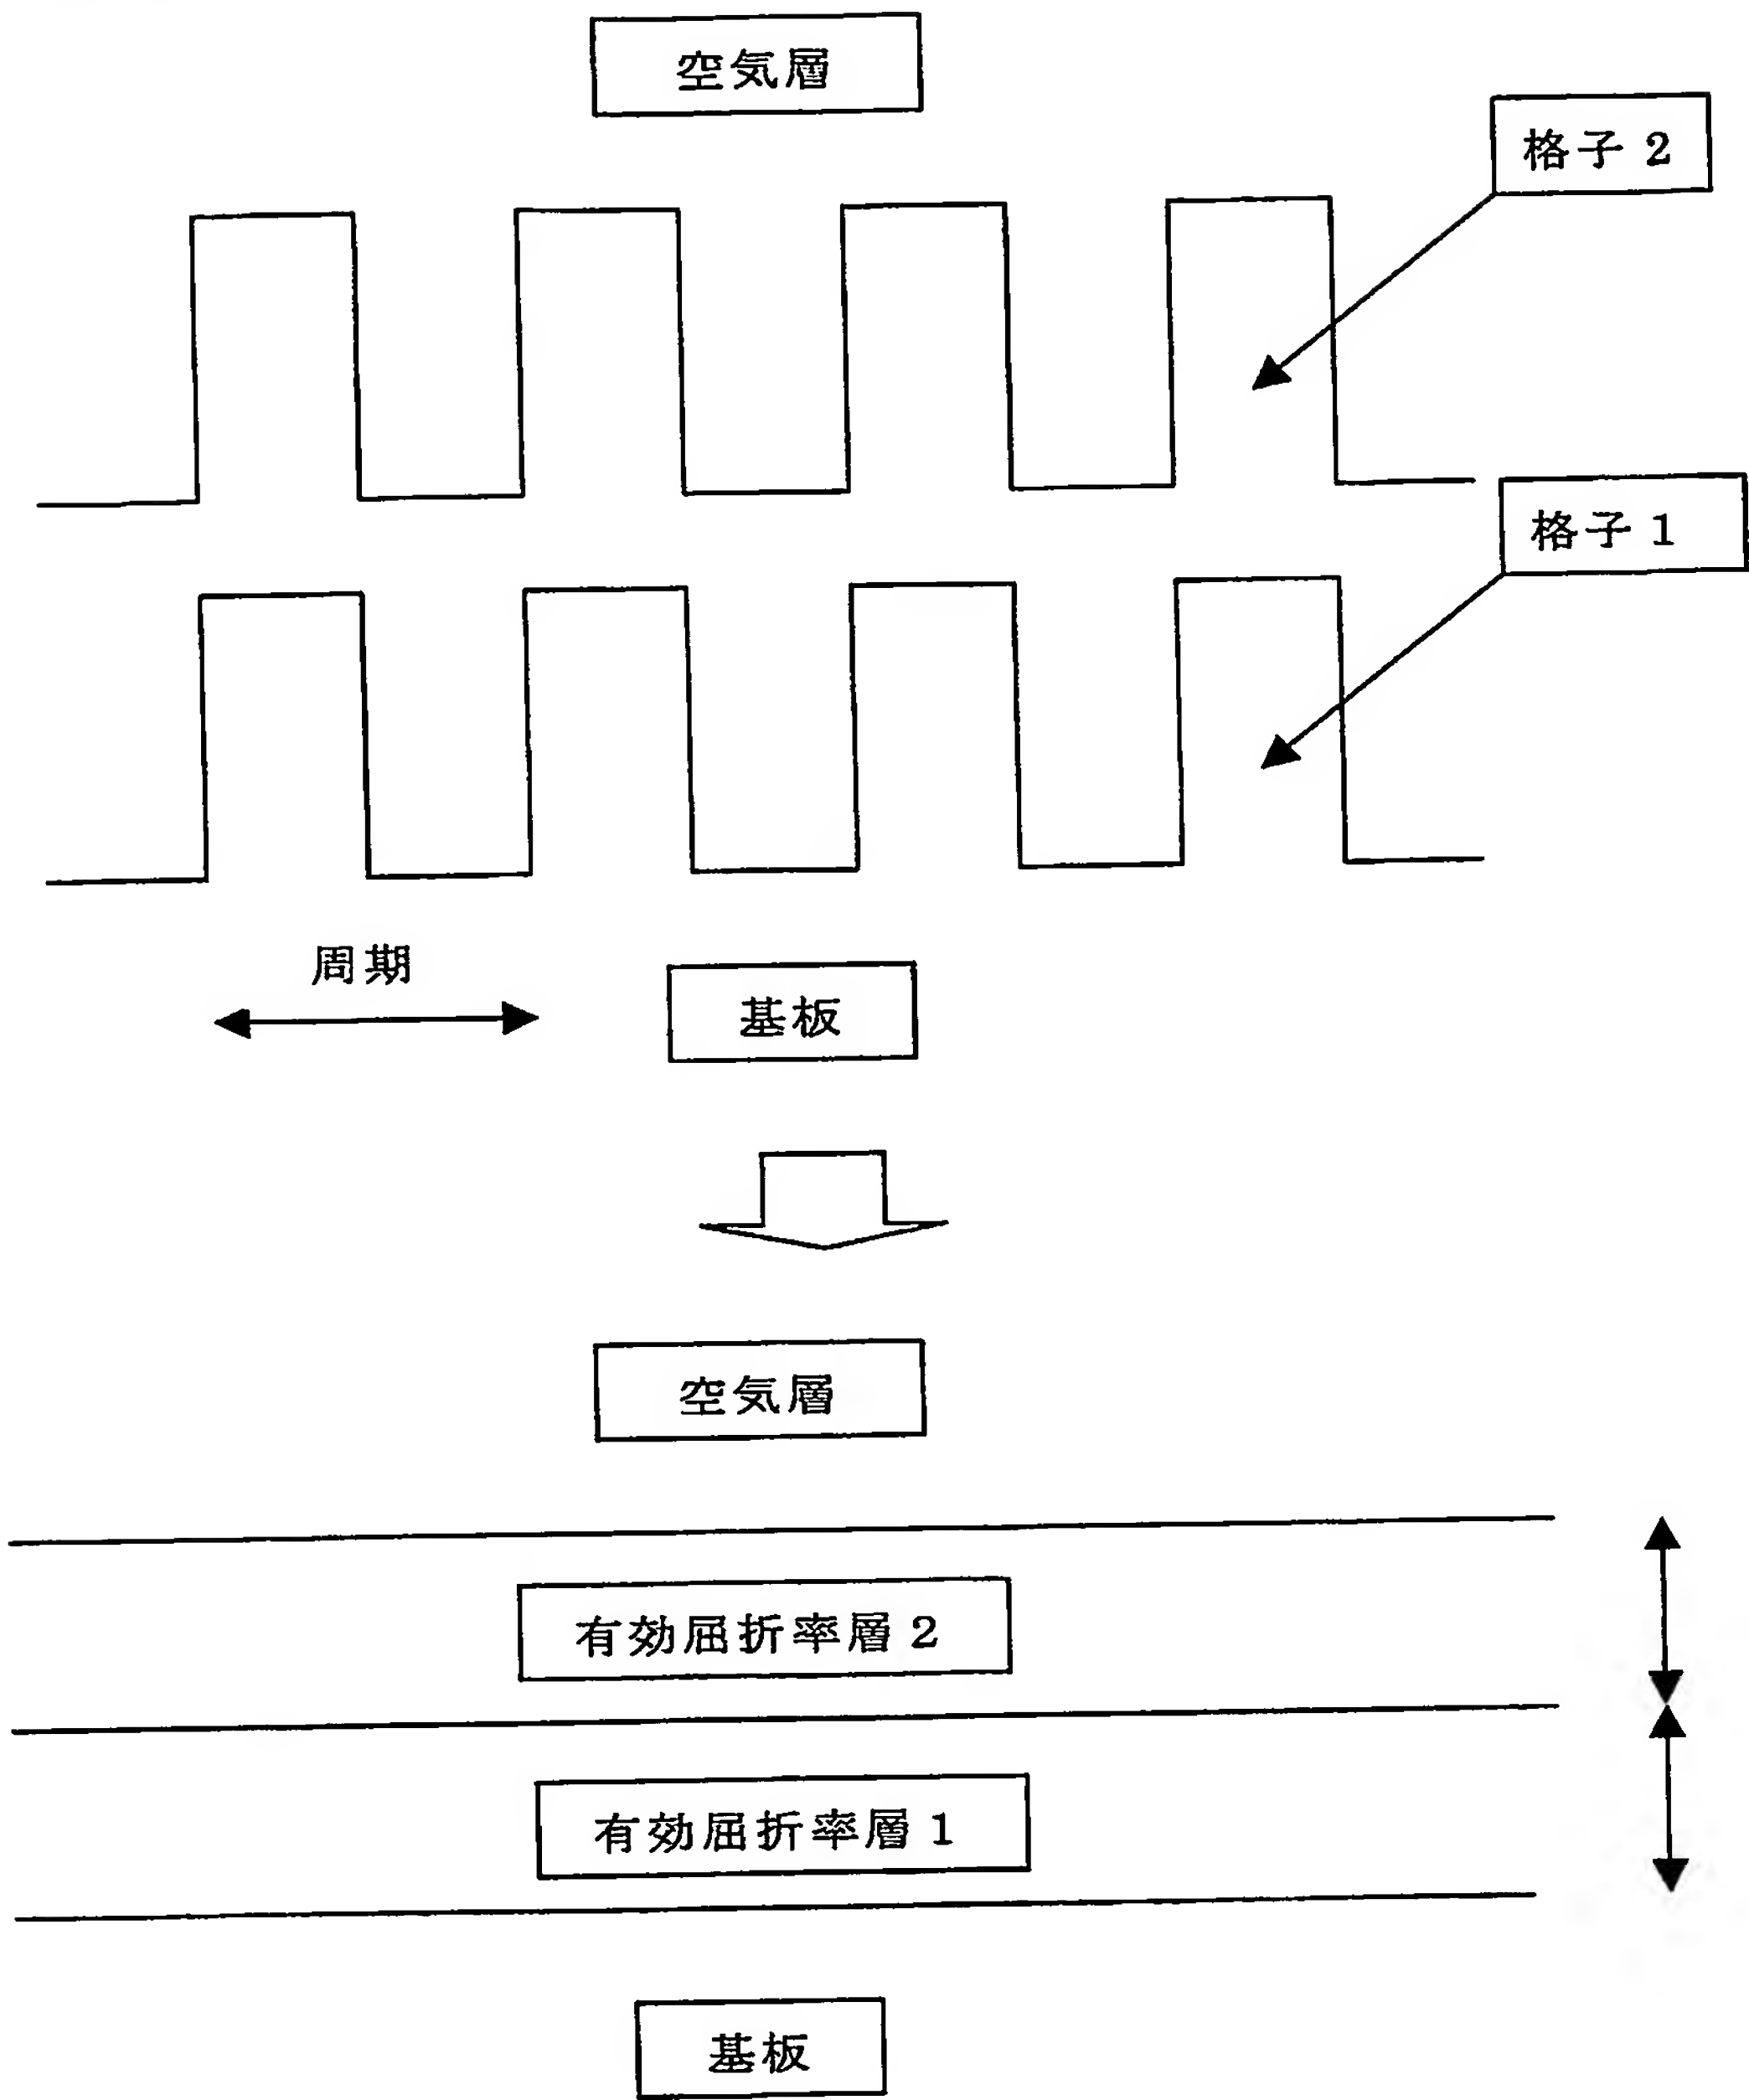 空気層
格子2
格子1
周期
基板
空気層
有効屈折率層2
有効屈折率層1
基板